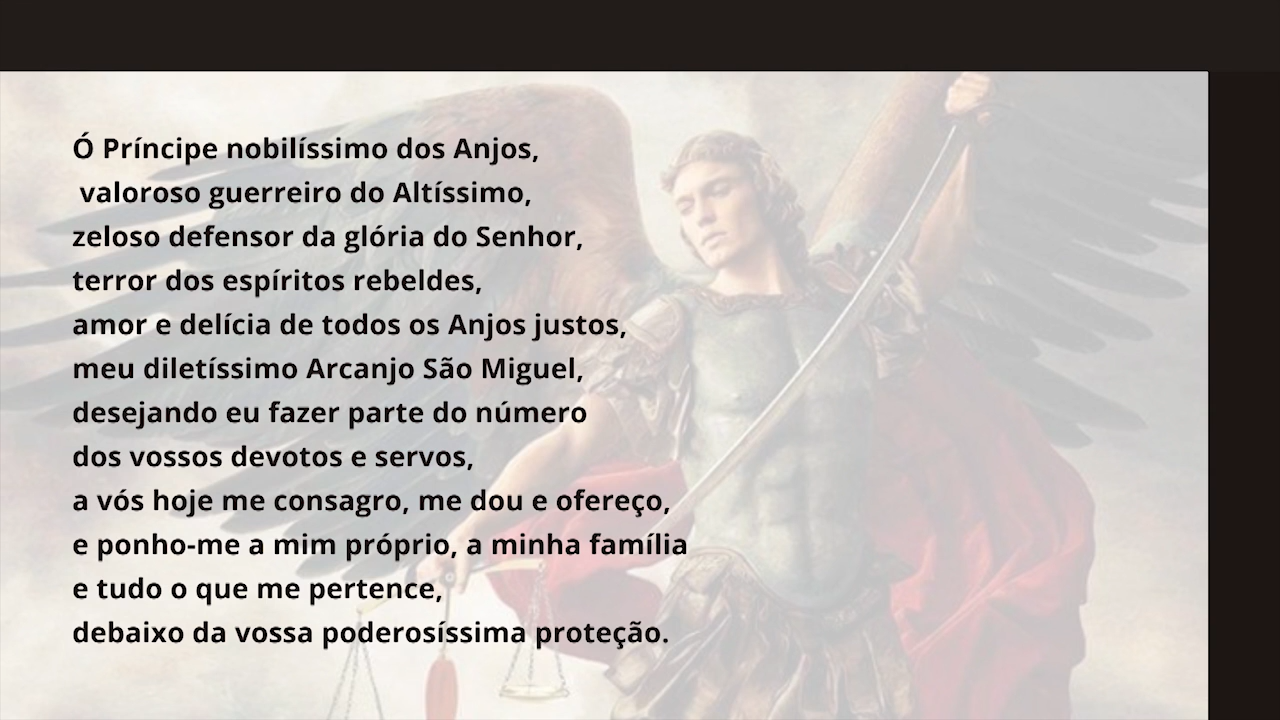 Ó Príncipe nobilíssimo dos Anjos,
valoroso guerreiro do Altíssimo,
zeloso defensor da glória do Senhor,
terror dos espíritos rebeldes,
amor e delícia de todos os Anjos justos,
meu diletíssimo Arcanjo São Miguel,
desejando eu fazer parte do número
dos vossos devotos e servos,
a vós hoje me consagro, me dou e ofereço,
e ponho-me a mim próprio, a minha família
e tudo o que me pertence,
debaixo da vossa poderosíssima proteção.